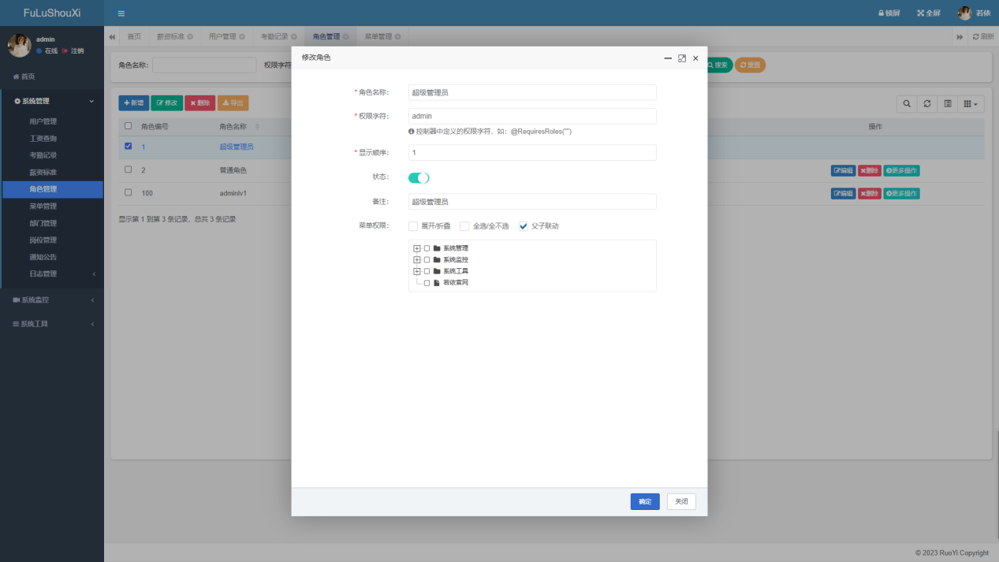 FuLuShouXi
锁屏
全屏
若依
admin
在线
注销
首页
薪资标准
用户管理
考勤记录
角色管理
菜单管理
刷新
首页
系统管理
用户管理
工资查询
考勤记录
薪资标准
角色管理
菜单管理
部门管理
岗位管理
通知公告
日志管理
系统监控
系统工具
角色名称:
权限字符
搜索
重置
新增
修改
删除
导出
角色编号
角色名称
操作
1
超级管理员
2
普通角色
编辑
删除
更多操作
100
adminlv1
编辑
删除
更多操作
显示第 1 到第 3 条记录，总共 3 条记录
修改角色
* 角色名称:
超级管理员
* 权限字符:
admin
控制器中定义的权限字符，如：@RequiresRoles("")
* 显示顺序:
1
状态:
备注:
超级管理员
菜单权限:
展开/折叠
全选/全不选
父子联动
系统管理
系统监控
系统工具
若依官网
确定
关闭
© 2023 RuoYi Copyright